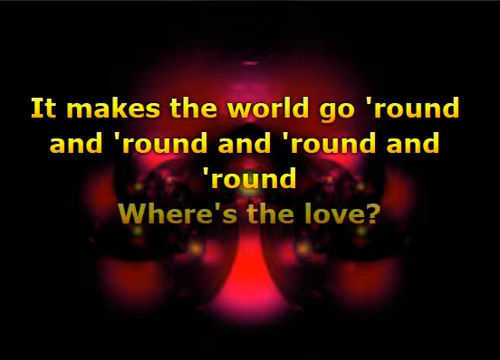 It makes the world go 'round
and 'round and 'round and
'round
Where's the love?